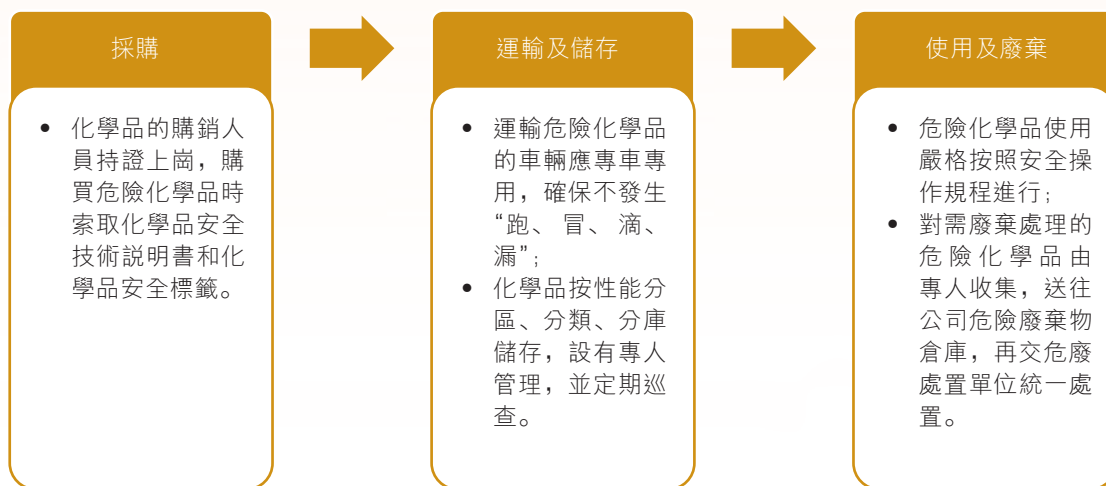 採購
• 化學品的購銷人
員持證上崗，購
買危險化學品時
索取化學品安全
技術説明書和化
學品安全標籤。
運輸及儲存
• 運輸危險化學品
的車輛應專車專
用，確保不發生
“跑、冒、滴、
漏”;
• 化學品按性能分
區、分類、分庫
儲存，設有專人
管理，並定期巡
查。
使用及廢棄
• 危險化學品使用
嚴格按照安全操
作規程進行;
• 對需廢棄處理的
危險化學品由
專人收集，送往
公司危險廢棄物
倉庫，再交危廢
處置單位統一處
置。